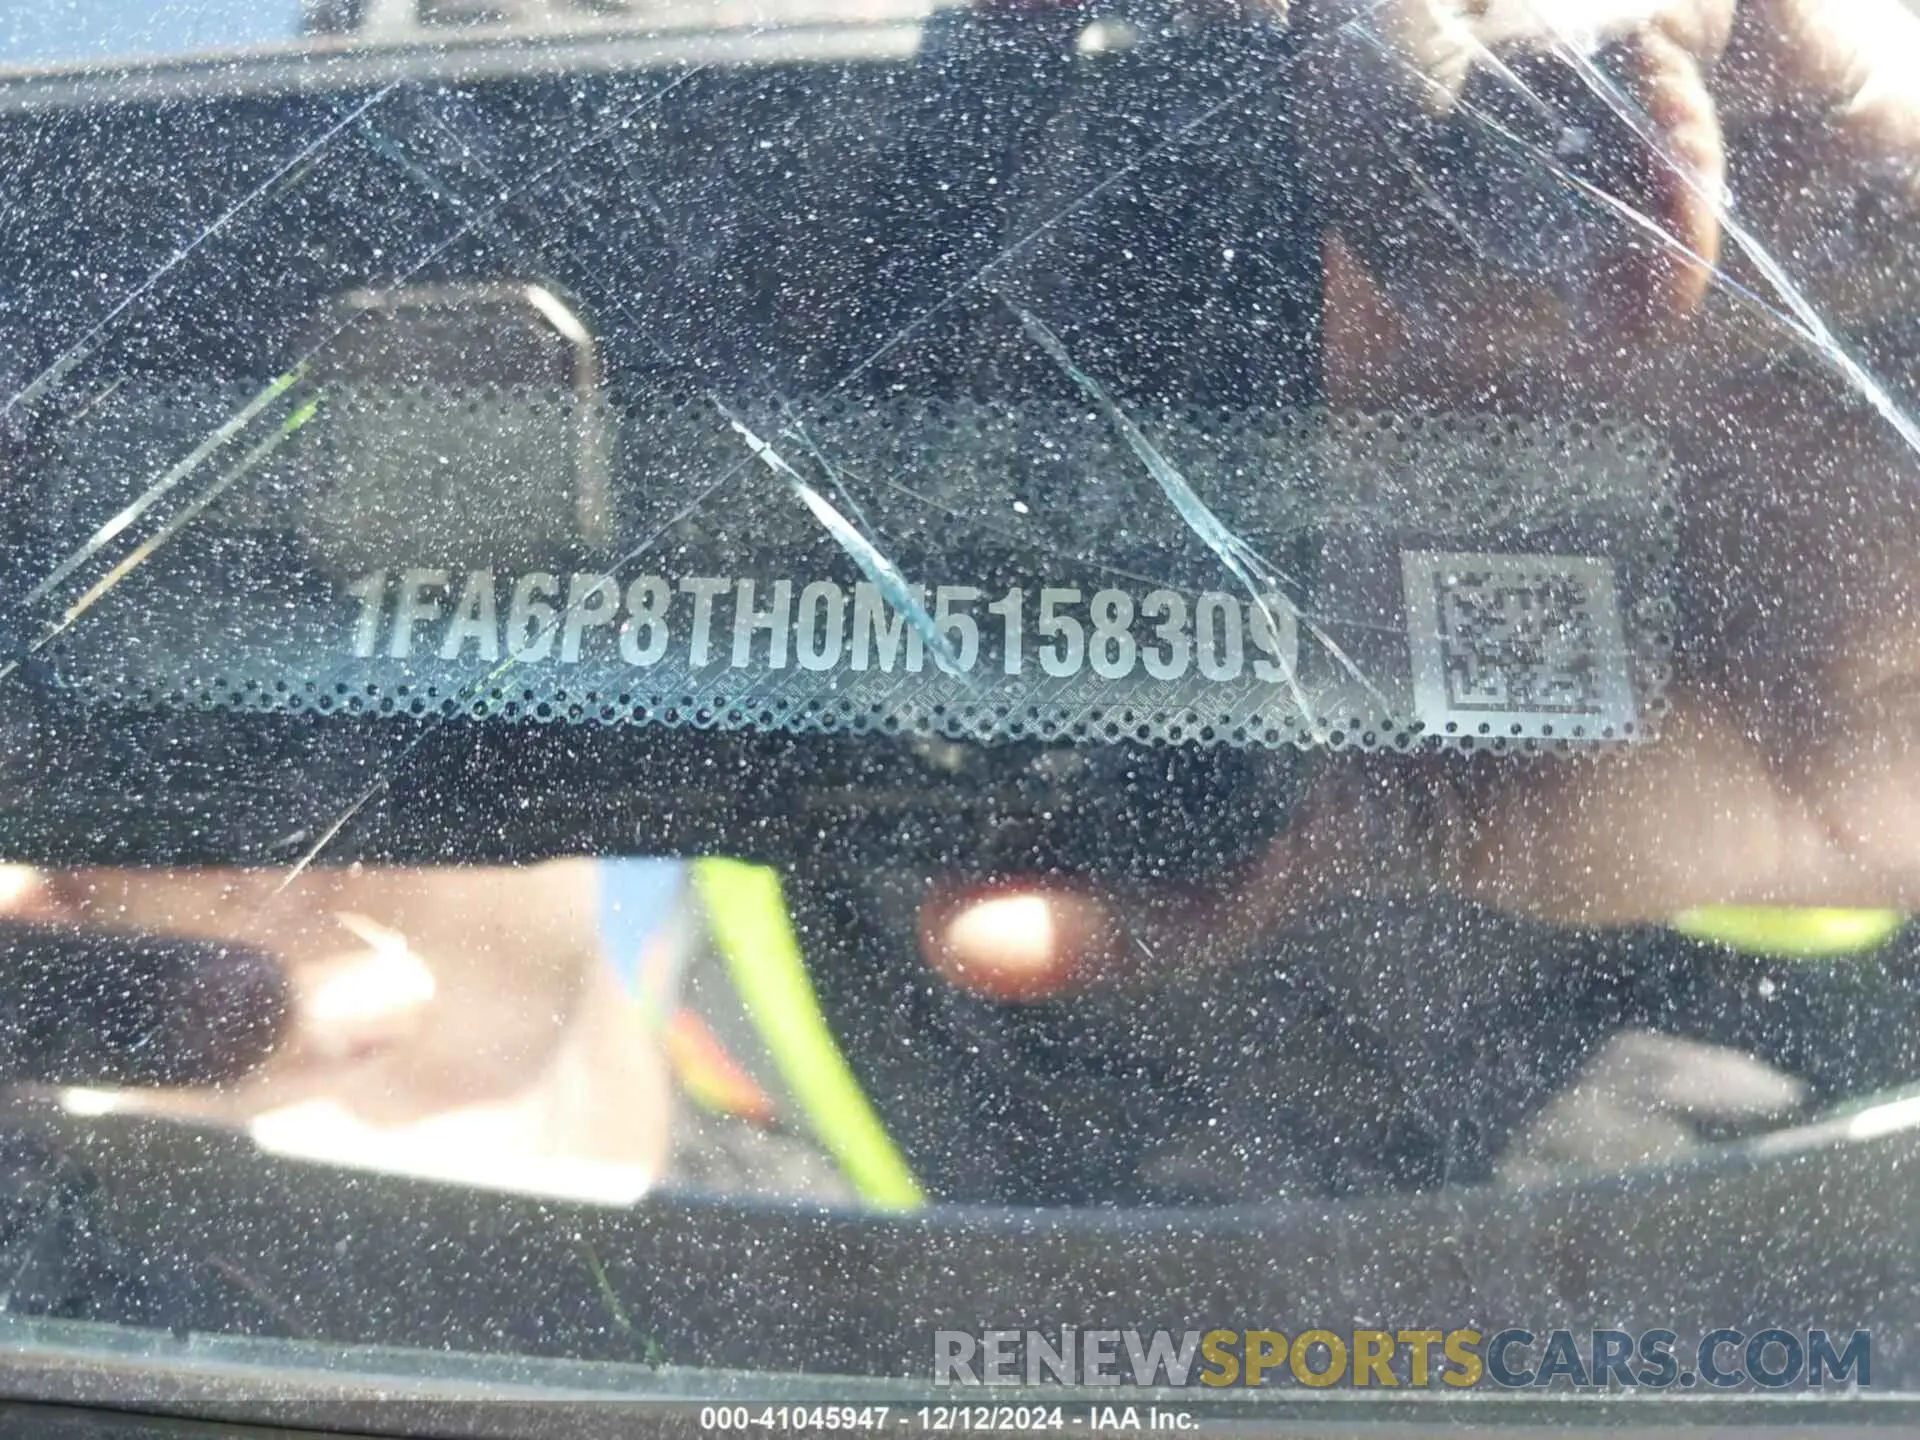 1FA6P8TH0M5158309
RENEWSPORTSCARS.COM
000-41045947 - 12/12/2024 - IAA Inc.